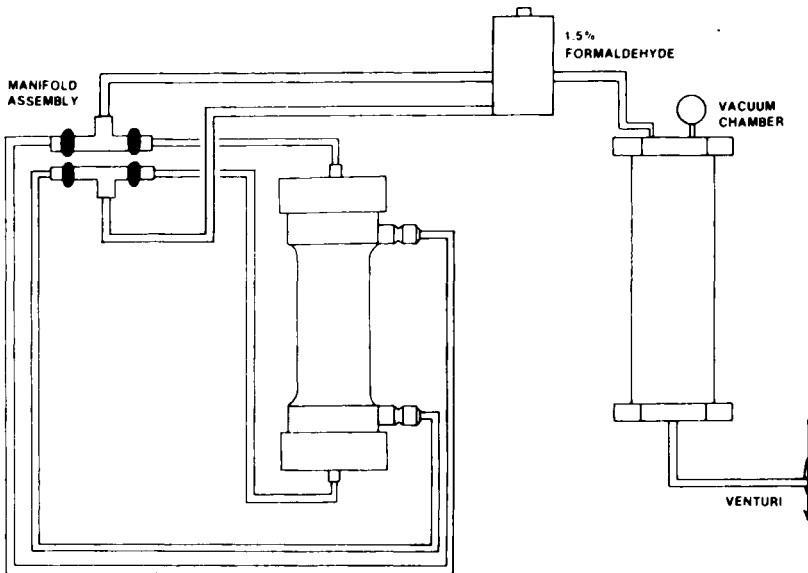 1.5%
FORMALDEHYDE
MANIFOLD
ASSEMBLY
VACUUM
CHAMBER
VENTURI